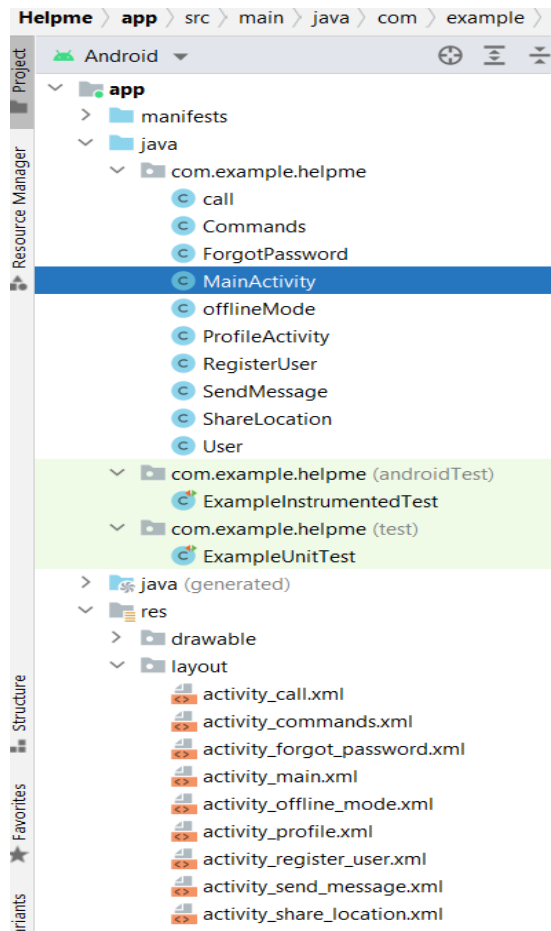 Helpme › app › src › main › java › com › example ›
Project
Android
app
manifests
java
com.example.helpme
call
Commands
ForgotPassword
MainActivity
offlineMode
ProfileActivity
RegisterUser
SendMessage
ShareLocation
User
com.example.helpme (androidTest)
ExampleInstrumentedTest
com.example.helpme (test)
ExampleUnitTest
java (generated)
res
drawable
layout
activity_call.xml
activity_commands.xml
activity_forgot_password.xml
activity_main.xml
activity_offline_mode.xml
activity_profile.xml
activity_register_user.xml
activity_send_message.xml
activity_share_location.xml
Resource Manager
Structure
Favorites
riants